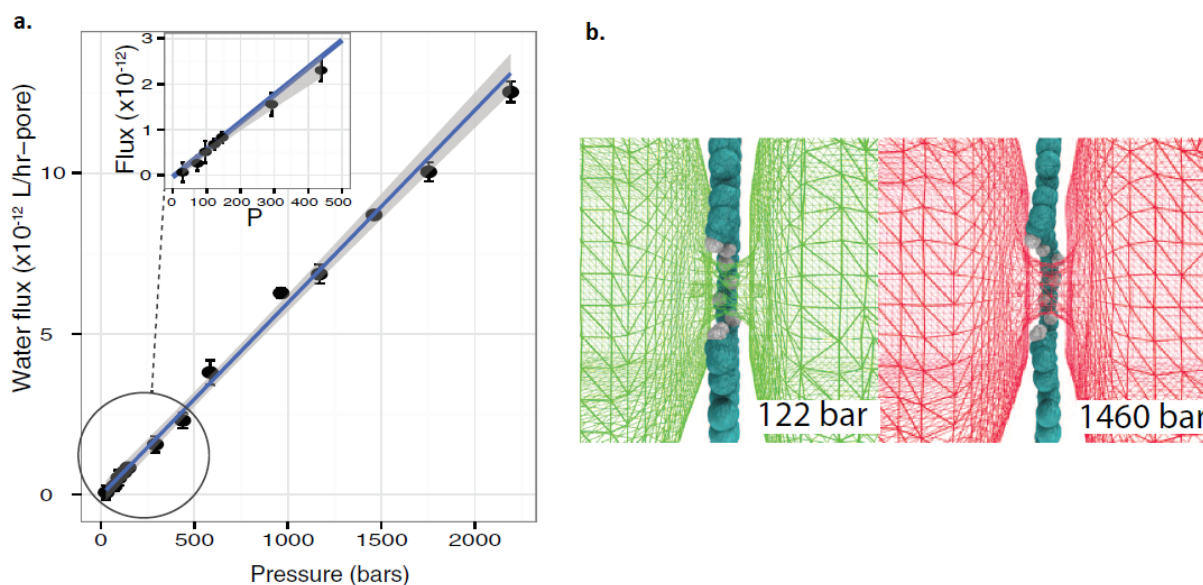 a.
Water flux (x10⁻¹² L/hr–pore)
10
5
0
0 500 1000 1500 2000
Pressure (bars)
Flux (x10⁻¹²)
3
2
1
0
0 100 200 300 400 500
P
b.
122 bar
1460 bar